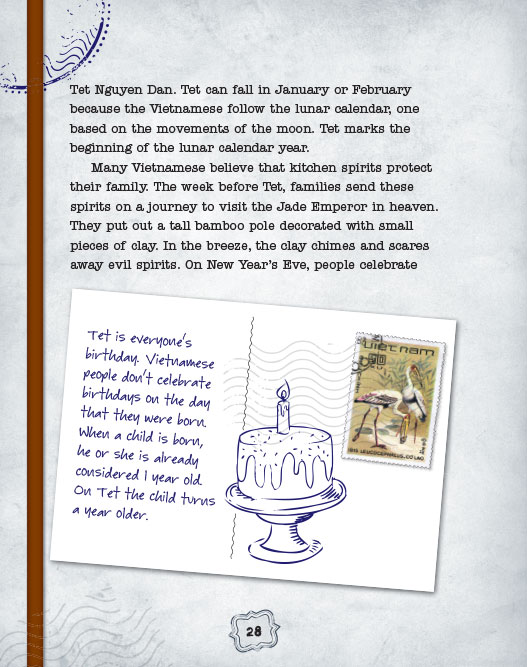 Tet Nguyen Dan. Tet can fall in January or February
because the Vietnamese follow the lunar calendar, one
based on the movements of the moon. Tet marks the
beginning of the lunar calendar year.
Many Vietnamese believe that kitchen spirits protect
their family. The week before Tet, families send these
spirits on a journey to visit the Jade Emperor in heaven.
They put out a tall bamboo pole decorated with small
pieces of clay. In the breeze, the clay chimes and scares
away evil spirits. On New Year's Eve, people celebrate
Tet is everyone's
birthday. Vietnamese
people don't celebrate
birthdays on the day
that they were born.
When a child is born,
he or she is already
considered 1 year old.
On Tet the child turns
a year older.
VIETNAM
LEUCOCEPHALUS, CO LAO
28